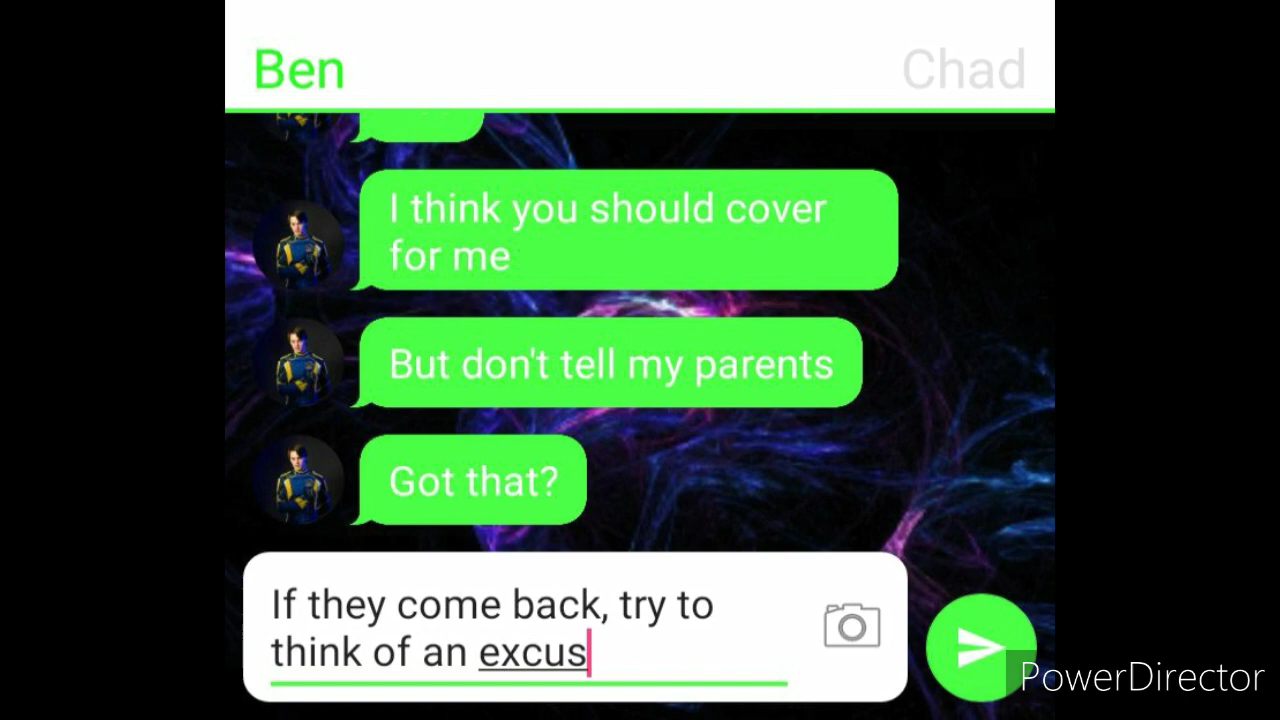 Ben
Chad
I think you should cover
for me
But don't tell my parents
Got that?
If they come back, try to
think of an excus
PowerDirector